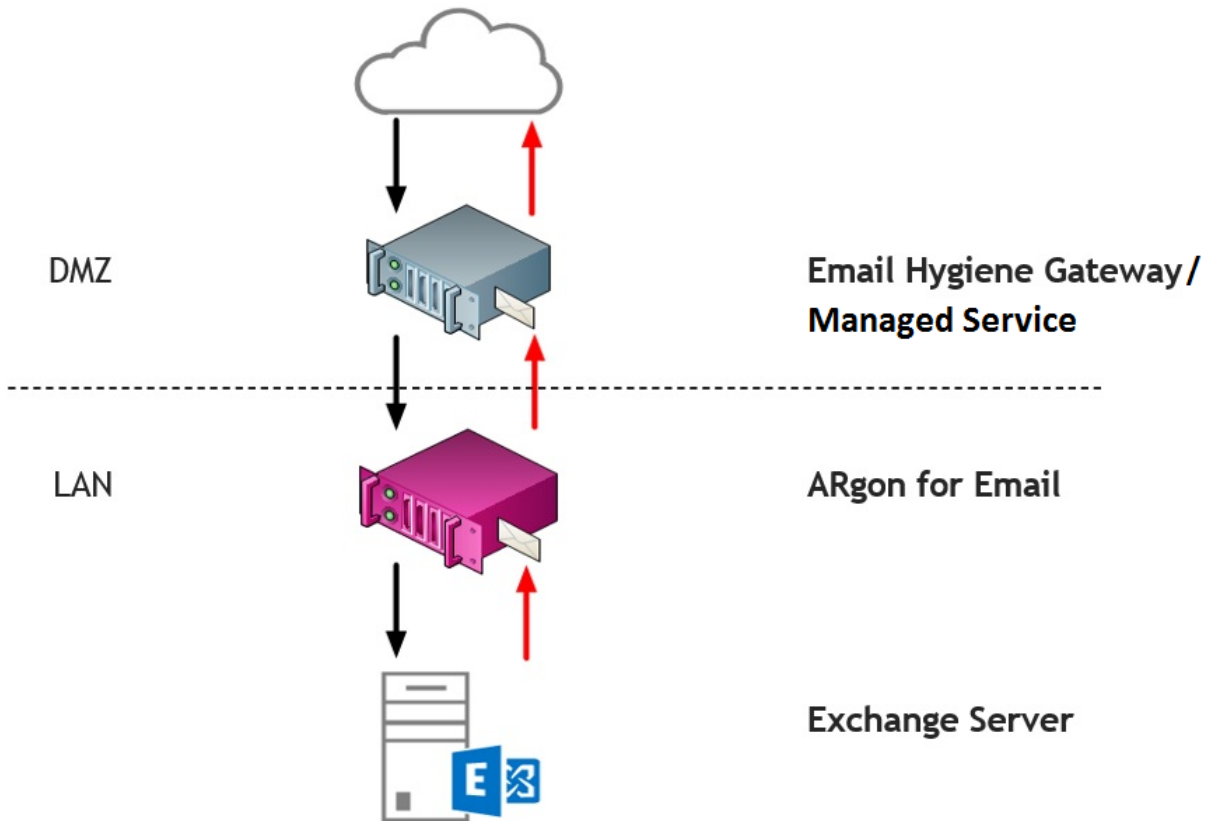 DMZ
Email Hygiene Gateway/
Managed Service
LAN
ARgon for Email
Exchange Server
E